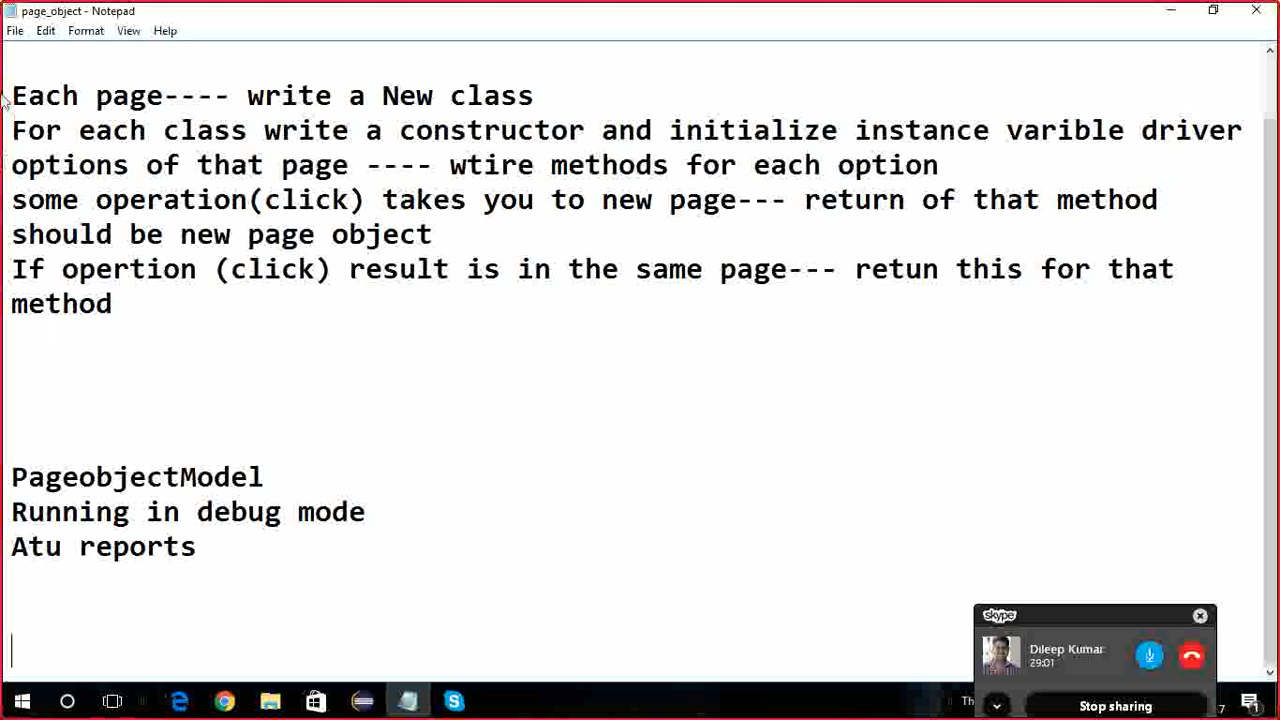 page_object - Notepad
File Edit Format View Help
Each page---- write a New class
For each class write a constructor and initialize instance varible driver
options of that page ---- wtire methods for each option
some operation(click) takes you to new page--- return of that method
should be new page object
If opertion (click) result is in the same page--- retun this for that
method
PageobjectModel
Running in debug mode
Atu reports
skype
Dileep Kumar
29:01
Stop sharing
Th
7
1